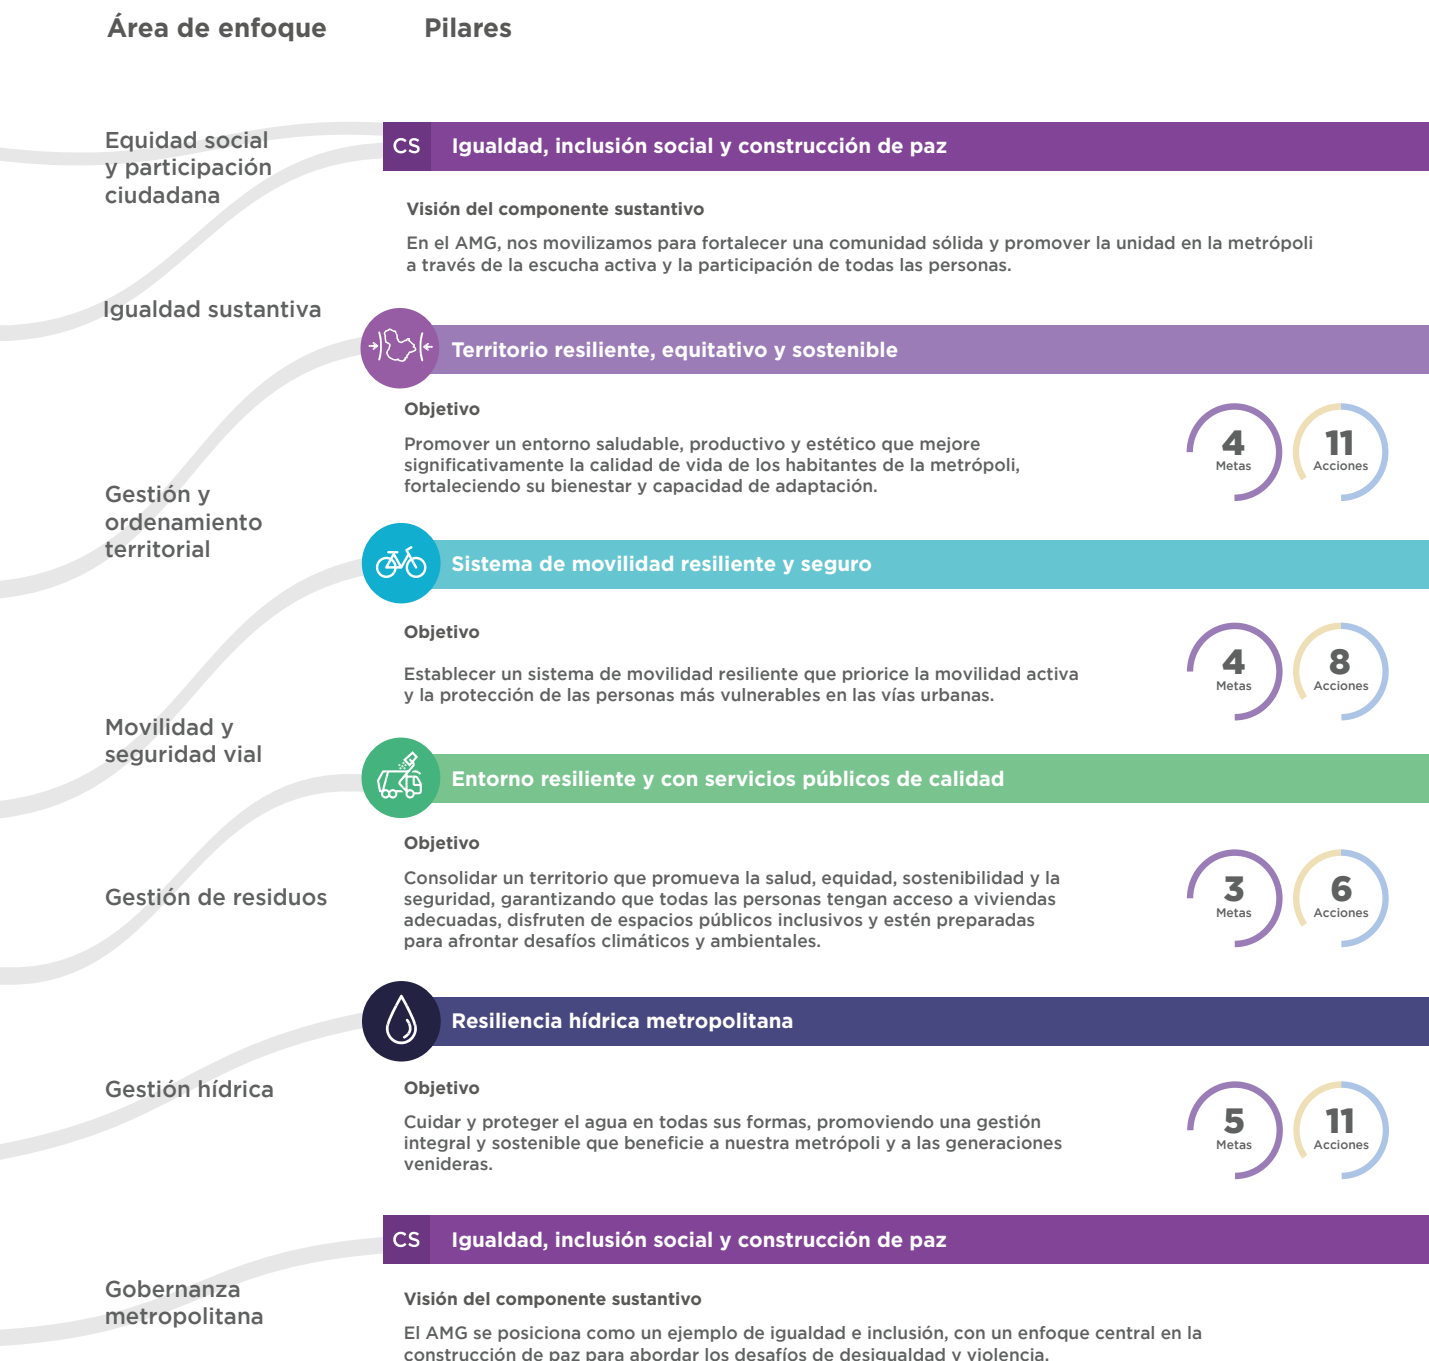 Área de enfoque
Pilares
Equidad social
y participación
ciudadana
CS
Igualdad, inclusión social y construcción de paz
Visión del componente sustantivo
En el AMG, nos movilizamos para fortalecer una comunidad sólida y promover la unidad en la metrópoli
a través de la escucha activa y la participación de todas las personas.
Igualdad sustantiva
Territorio resiliente, equitativo y sostenible
Objetivo
Promover un entorno saludable, productivo y estético que mejore
significativamente la calidad de vida de los habitantes de la metrópoli,
fortaleciendo su bienestar y capacidad de adaptación.
4
Metas
11
Acciones
Gestión y
ordenamiento
territorial
Sistema de movilidad resiliente y seguro
Objetivo
Establecer un sistema de movilidad resiliente que priorice la movilidad activa
y la protección de las personas más vulnerables en las vías urbanas.
4
Metas
8
Acciones
Movilidad y
seguridad vial
Entorno resiliente y con servicios públicos de calidad
Objetivo
Consolidar un territorio que promueva la salud, equidad, sostenibilidad y la
seguridad, garantizando que todas las personas tengan acceso a viviendas
adecuadas, disfruten de espacios públicos inclusivos y estén preparadas
para afrontar desafíos climáticos y ambientales.
3
Metas
6
Acciones
Gestión de residuos
Resiliencia hídrica metropolitana
Gestión hídrica
Objetivo
Cuidar y proteger el agua en todas sus formas, promoviendo una gestión
integral y sostenible que beneficie a nuestra metrópoli y a las generaciones
venideras.
5
Metas
11
Acciones
CS
Igualdad, inclusión social y construcción de paz
Gobernanza
metropolitana
Visión del componente sustantivo
El AMG se posiciona como un ejemplo de igualdad e inclusión, con un enfoque central en la
construcción de paz para abordar los desafíos de desigualdad y violencia.